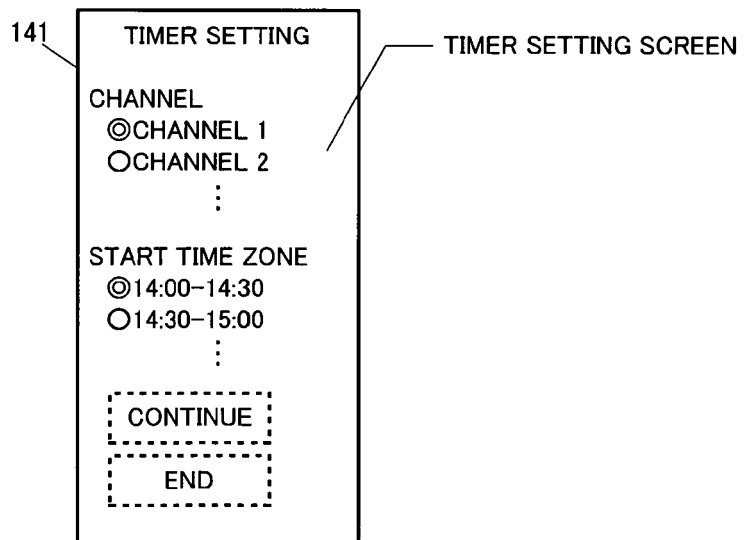 141
TIMER SETTING
TIMER SETTING SCREEN
CHANNEL
◎CHANNEL 1
○CHANNEL 2
⋮
START TIME ZONE
◎14:00-14:30
○14:30-15:00
⋮
CONTINUE
END